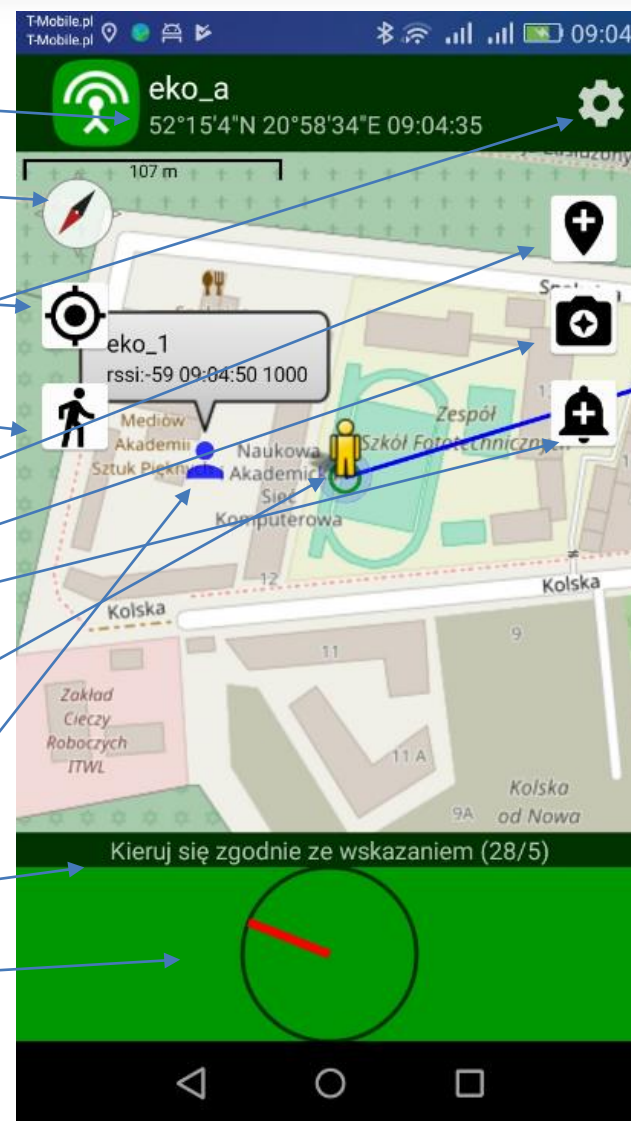 T-Mobile.pl
T-Mobile.pl
09:04
eko_a
52°15'4"N 20°58'34"E 09:04:35
107 m
eko_1
rssi:-59 09:04:50 1000
Mediów
Akademii
Sztuk Pięknych
Naukowa
Akademicka
Sieć
Komputerowa
Zespół
Szkół Fototechnicznych
12
Kolska
Kolska
11
9
Zakład
Cieczy
Roboczych
ITWL
11 A
9A
Kolska
od Nowa
Kieruj się zgodnie ze wskazaniem (28/5)